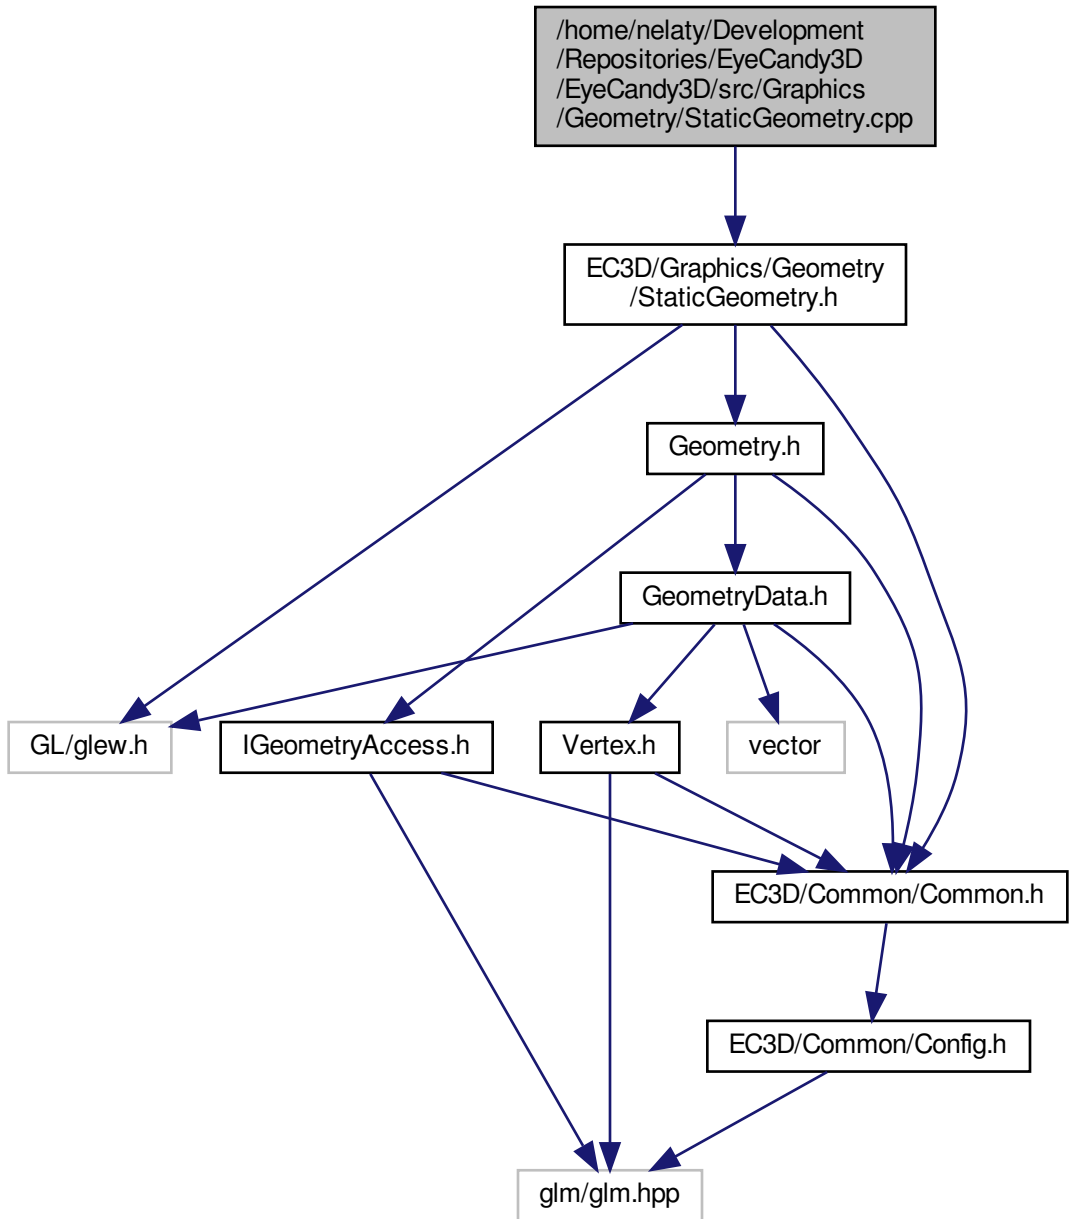 /home/nelaty/Development
/Repositories/EyeCandy3D
/EyeCandy3D/src/Graphics
/Geometry/StaticGeometry.cpp
EC3D/Graphics/Geometry
/StaticGeometry.h
Geometry.h
GeometryData.h
GL/glew.h
IGeometryAccess.h
Vertex.h
vector
EC3D/Common/Common.h
EC3D/Common/Config.h
glm/glm.hpp